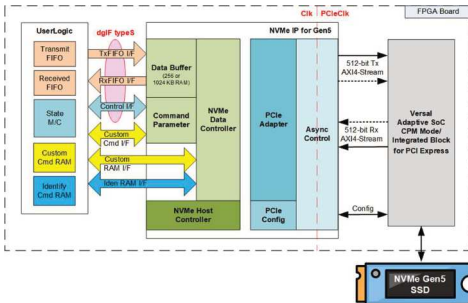 Clk
PCIeClk
FPGA Board
UserLogic
dgIF typeS
NVMe IP for Gen5
Transmit
FIFO
TxFIFO I/F
Data Buffer
(256 or
1024 KB RAM)
512-bit Tx
AXI4-Stream
Received
FIFO
RxFIFO I/F
State
M/C
Control I/F
Command
Parameter
NVMe
Data
Controller
PCIe
Adapter
Async
Control
512-bit Rx
AXI4-Stream
Versal
Adaptive SoC
CPM Mode/
Integrated Block
for PCI Express
Custom
Cmd RAM
Custom
Cmd I/F
Custom
RAM I/F
Identify
Cmd RAM
Iden RAM I/F
NVMe Host
Controller
PCIe
Config
Config
NVMe Gen5
SSD